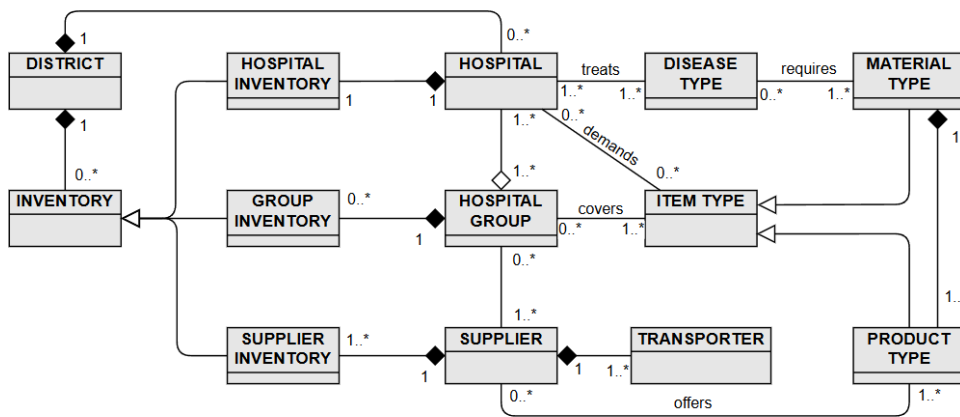 1
0..*
DISTRICT
HOSPITAL
INVENTORY
HOSPITAL
treats
DISEASE
TYPE
requires
MATERIAL
TYPE
1
1
1
1..*
1..*
0..*
1..*
1
1..*
0..*
demands
0..*
0..*
1..*
INVENTORY
GROUP
INVENTORY
0..*
1
HOSPITAL
GROUP
covers
0..*
1..*
ITEM TYPE
0..*
1..*
1..
SUPPLIER
INVENTORY
1..*
1
SUPPLIER
1
1..*
TRANSPORTER
PRODUCT
TYPE
0..*
offers
1..*